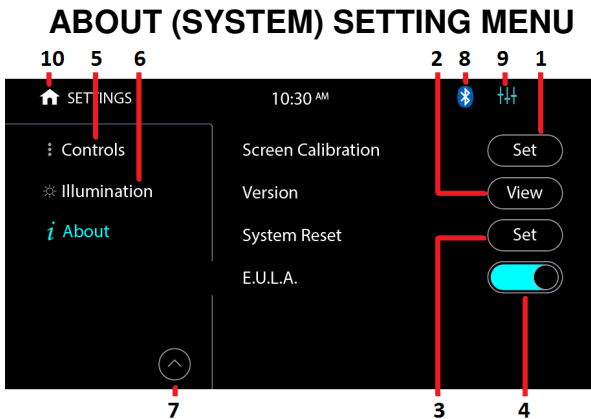 ABOUT (SYSTEM) SETTING MENU
10 5 6 2 8 9 1
SETTINGS 10:30 AM
Controls Screen Calibration Set
Illumination Version View
i About System Reset Set
E.U.L.A.
7 3 4